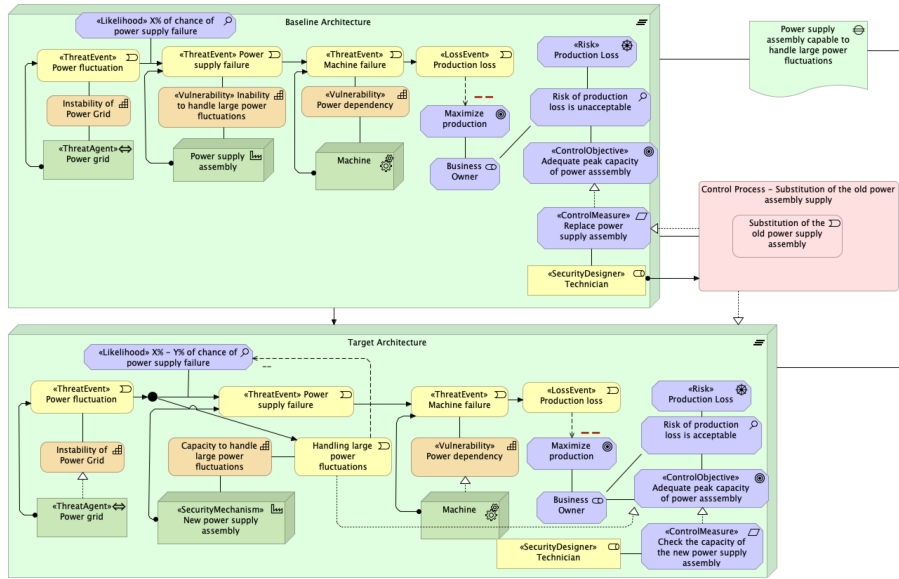 Baseline Architecture
«Likelihood» X% of chance of
power supply failure
«ThreatEvent»
Power fluctuation
«ThreatEvent» Power
supply failure
«ThreatEvent»
Machine failure
«LossEvent»
Production loss
«Risk»
Production Loss
Instability of
Power Grid
«Vulnerability» Inability
to handle large power
fluctuations
«Vulnerability»
Power dependency
Maximize
production
Risk of production
loss is unacceptable
«ThreatAgent»
Power grid
Power supply
assembly
Machine
Business
Owner
«ControlObjective»
Adequate peak capacity
of power asssembly
«ControlMeasure»
Replace power
supply assembly
«SecurityDesigner»
Technician
Power supply
assembly capable to
handle large power
fluctuations
Control Process - Substitution of the old power
assembly supply
Substitution of the
old power supply
assembly
Target Architecture
«Likelihood» X% - Y% of chance of
power supply failure
«ThreatEvent»
Power fluctuation
«ThreatEvent» Power
supply failure
«ThreatEvent»
Machine failure
«LossEvent»
Production loss
«Risk»
Production Loss
Instability of
Power Grid
Capacity to handle
large power
fluctuations
Handling large
power
fluctuations
«Vulnerability»
Power dependency
Maximize
production
Risk of production
loss is acceptable
«ThreatAgent»
Power grid
«SecurityMechanism»
New power supply
assembly
Machine
Business
Owner
«ControlObjective»
Adequate peak capacity
of power asssembly
«SecurityDesigner»
Technician
«ControlMeasure»
Check the capacity of
the new power supply
assembly